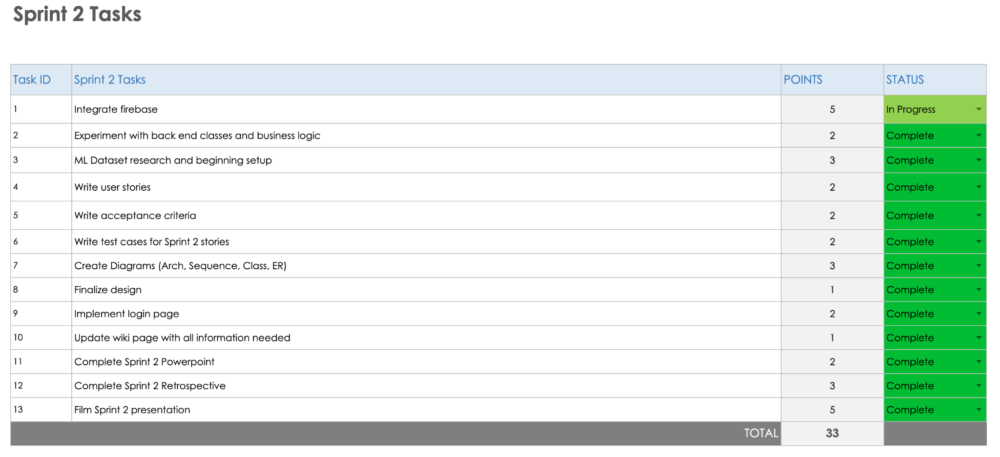 Sprint 2 Tasks
Task ID Sprint 2 Tasks POINTS STATUS
1 Integrate firebase 5 In Progress
2 Experiment with back end classes and business logic 2 Complete
3 ML Dataset research and beginning setup 3 Complete
4 Write user stories 2 Complete
5 Write acceptance criteria 2 Complete
6 Write test cases for Sprint 2 stories 2 Complete
7 Create Diagrams (Arch, Sequence, Class, ER) 3 Complete
8 Finalize design 1 Complete
9 Implement login page 2 Complete
10 Update wiki page with all information needed 1 Complete
11 Complete Sprint 2 Powerpoint 2 Complete
12 Complete Sprint 2 Retrospective 3 Complete
13 Film Sprint 2 presentation 5 Complete
TOTAL 33